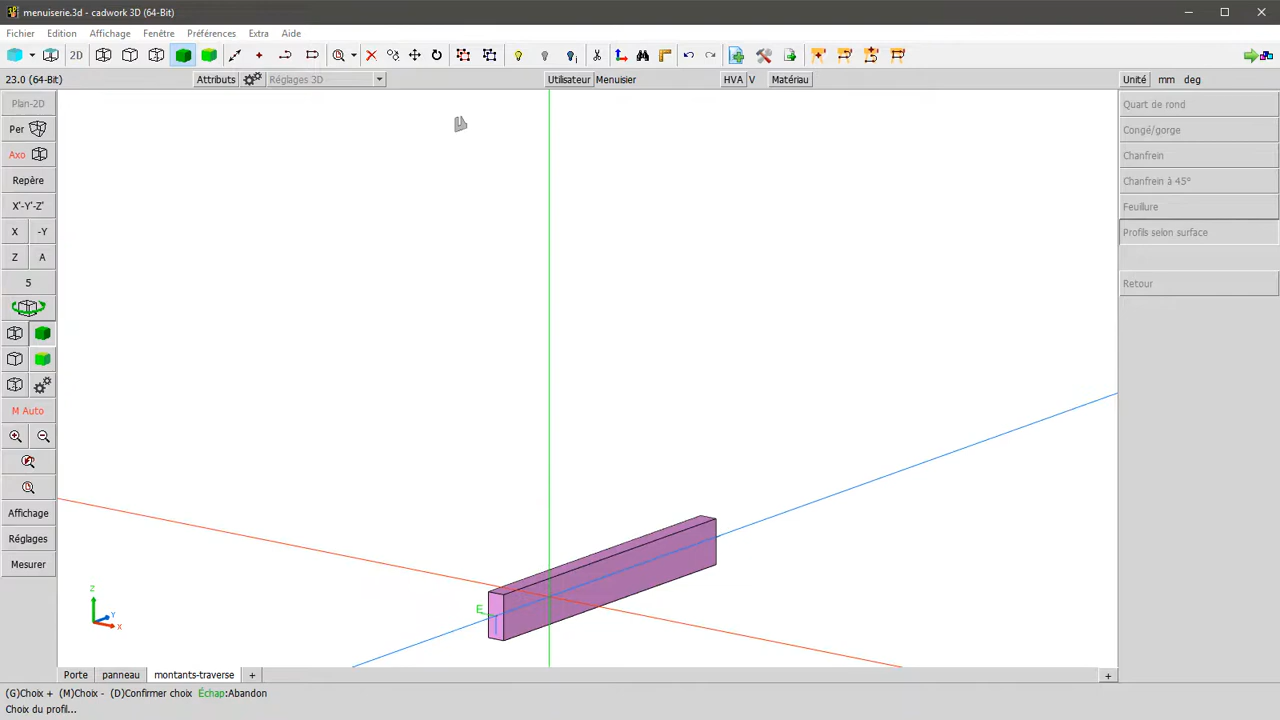 menuiserie.3d - cadwork 3D (64-Bit)
Fichier Edition Affichage Fenêtre Préférences Extra Aide
2D
23.0 (64-Bit) Attributs Réglages 3D Utilisateur Menuisier HVA V Matériau Unité mm deg
Plan-2D
Per
Axo
Repère
X'-Y'-Z'
X -Y
Z A
5
M Auto
Affichage
Réglages
Mesurer
Quart de rond
Congé/gorge
Chanfrein
Chanfrein à 45°
Feuillure
Profils selon surface
Retour
E
Z
Y
X
Porte panneau montants-traverse + +
(G)Choix + (M)Choix - (D)Confirmer choix Échap:Abandon
Choix du profil...